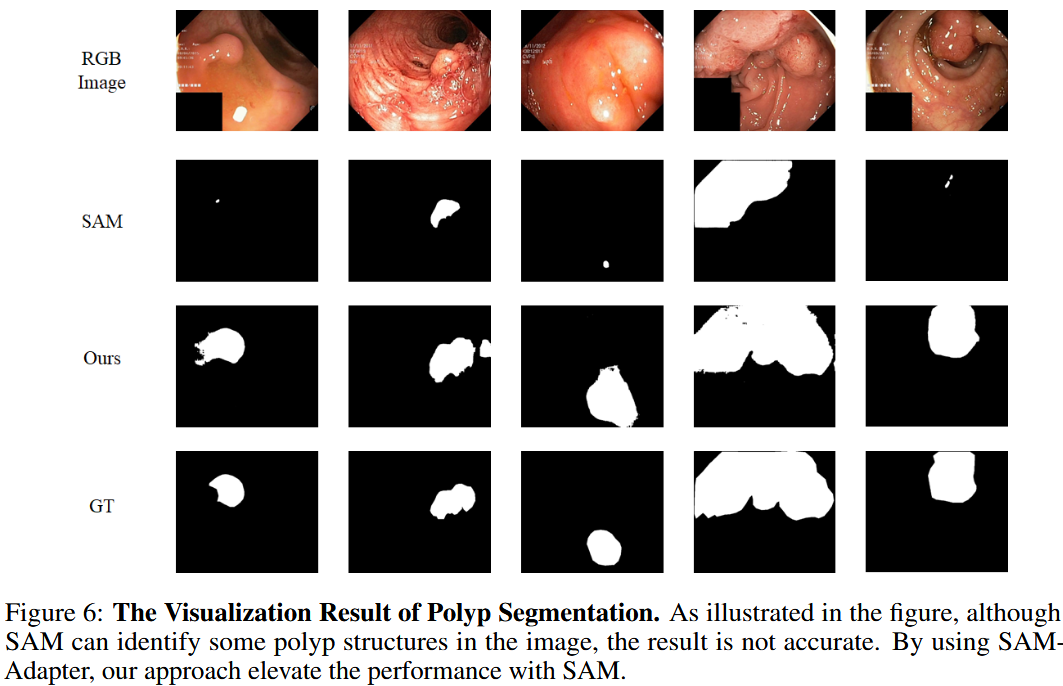 RGB
Image
SAM
Ours
GT
Figure 6: The Visualization Result of Polyp Segmentation. As illustrated in the figure, although
SAM can identify some polyp structures in the image, the result is not accurate. By using SAM-
Adapter, our approach elevate the performance with SAM.